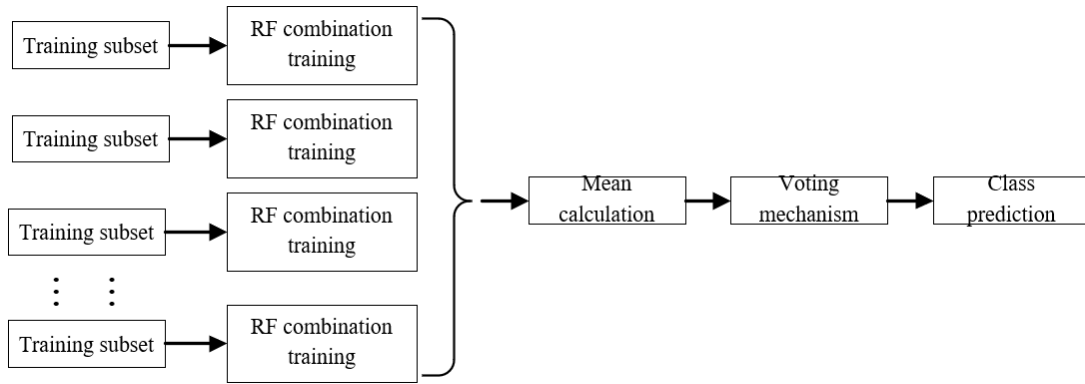 Training subset
RF combination
training
Training subset
RF combination
training
Training subset
RF combination
training
Training subset
RF combination
training
Mean
calculation
Voting
mechanism
Class
prediction